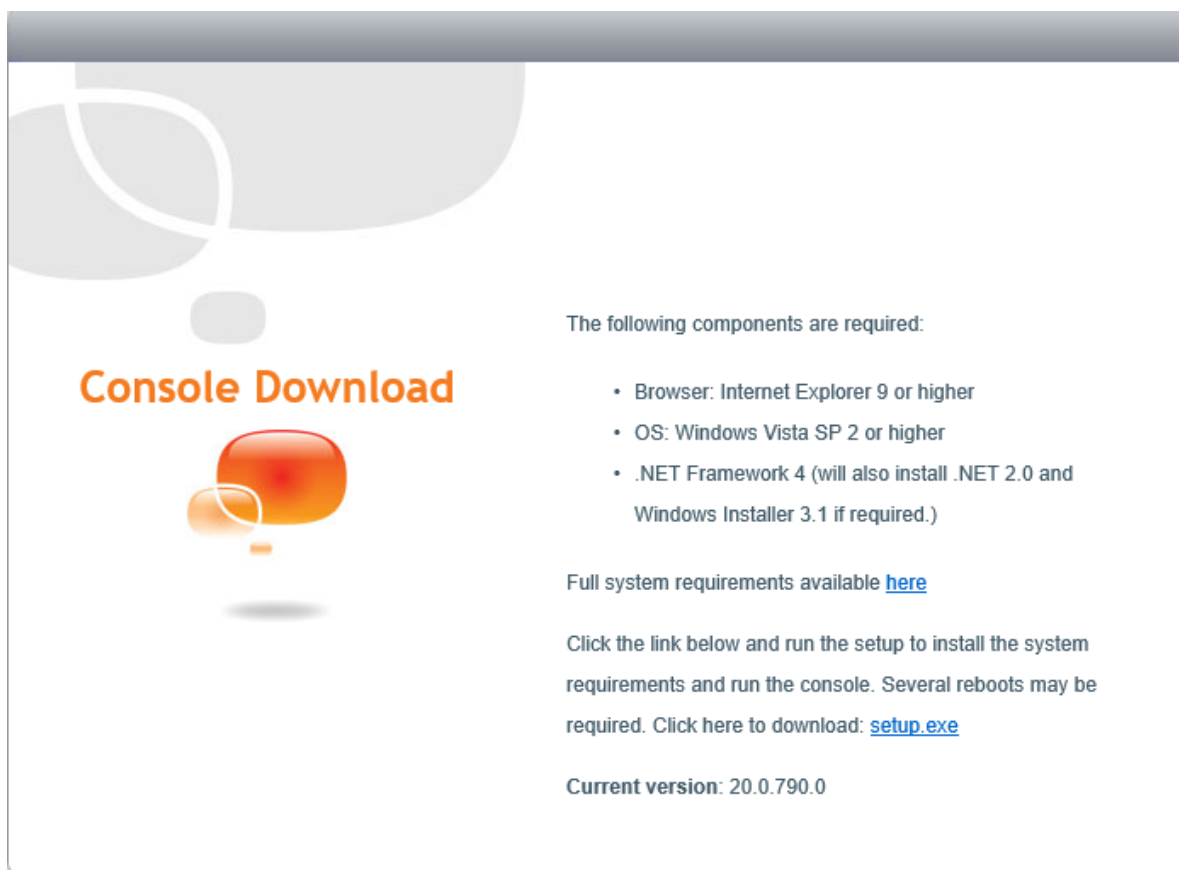 Console Download
The following components are required:
• Browser: Internet Explorer 9 or higher
• OS: Windows Vista SP 2 or higher
• .NET Framework 4 (will also install .NET 2.0 and
Windows Installer 3.1 if required.)
Full system requirements available here
Click the link below and run the setup to install the system
requirements and run the console. Several reboots may be
required. Click here to download: setup.exe
Current version: 20.0.790.0